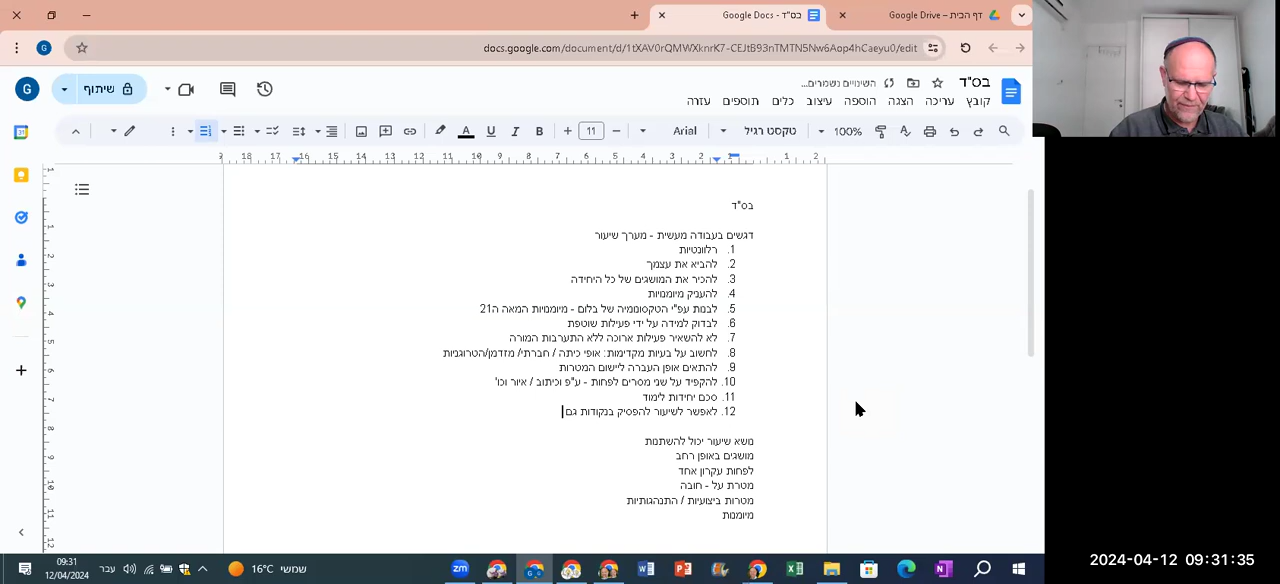 בס"ד - Google Docs
דף הבית – Google Drive
docs.google.com/document/d/1tXAV0rQMWXknrK7-CEJtB93nTMTN5Nw6Aop4hCaeyu0/edit
G
בס"ד
השינויים נשמרים...
שיתוף
G
קובץ עריכה הצגה הוספה עיצוב כלים תוספים עזרה
100% טקסט רגיל Arial 11 B I U A
בס"ד
דגשים בעבודה מעשית - מערך שיעור
1. רלוונטיות
2. להביא את עצמך
3. להכיר את המושגים של כל היחידה
4. להעניק מיומנויות
5. לבנות עפ"י הטקסונומיה של בלום - מיומנויות המאה ה21
6. לבדוק למידה על ידי פעילות שוטפת
7. לא להשאיר פעילות ארוכה ללא התערבות המורה
8. לחשוב על בעיות מקדימות: אופי כיתה / חברתי/ מזדמן/הטרוגניות
9. להתאים אופן העברה ליישום המטרות
10. להקפיד על שני מסרים לפחות - ע"פ וכיתוב / איור וכו'
11. סכם יחידות לימוד
12. לאפשר לשיעור להפסיק בנקודות גם
נושא שיעור יכול להשתנות
מושגים באופן רחב
לפחות עקרון אחד
מטרת על - חובה
מטרות ביצועיות / התנהגותיות
מיומנות
09:31
12/04/2024
עבר
16°C שמשי
zm
2024-04-12 09:31:35